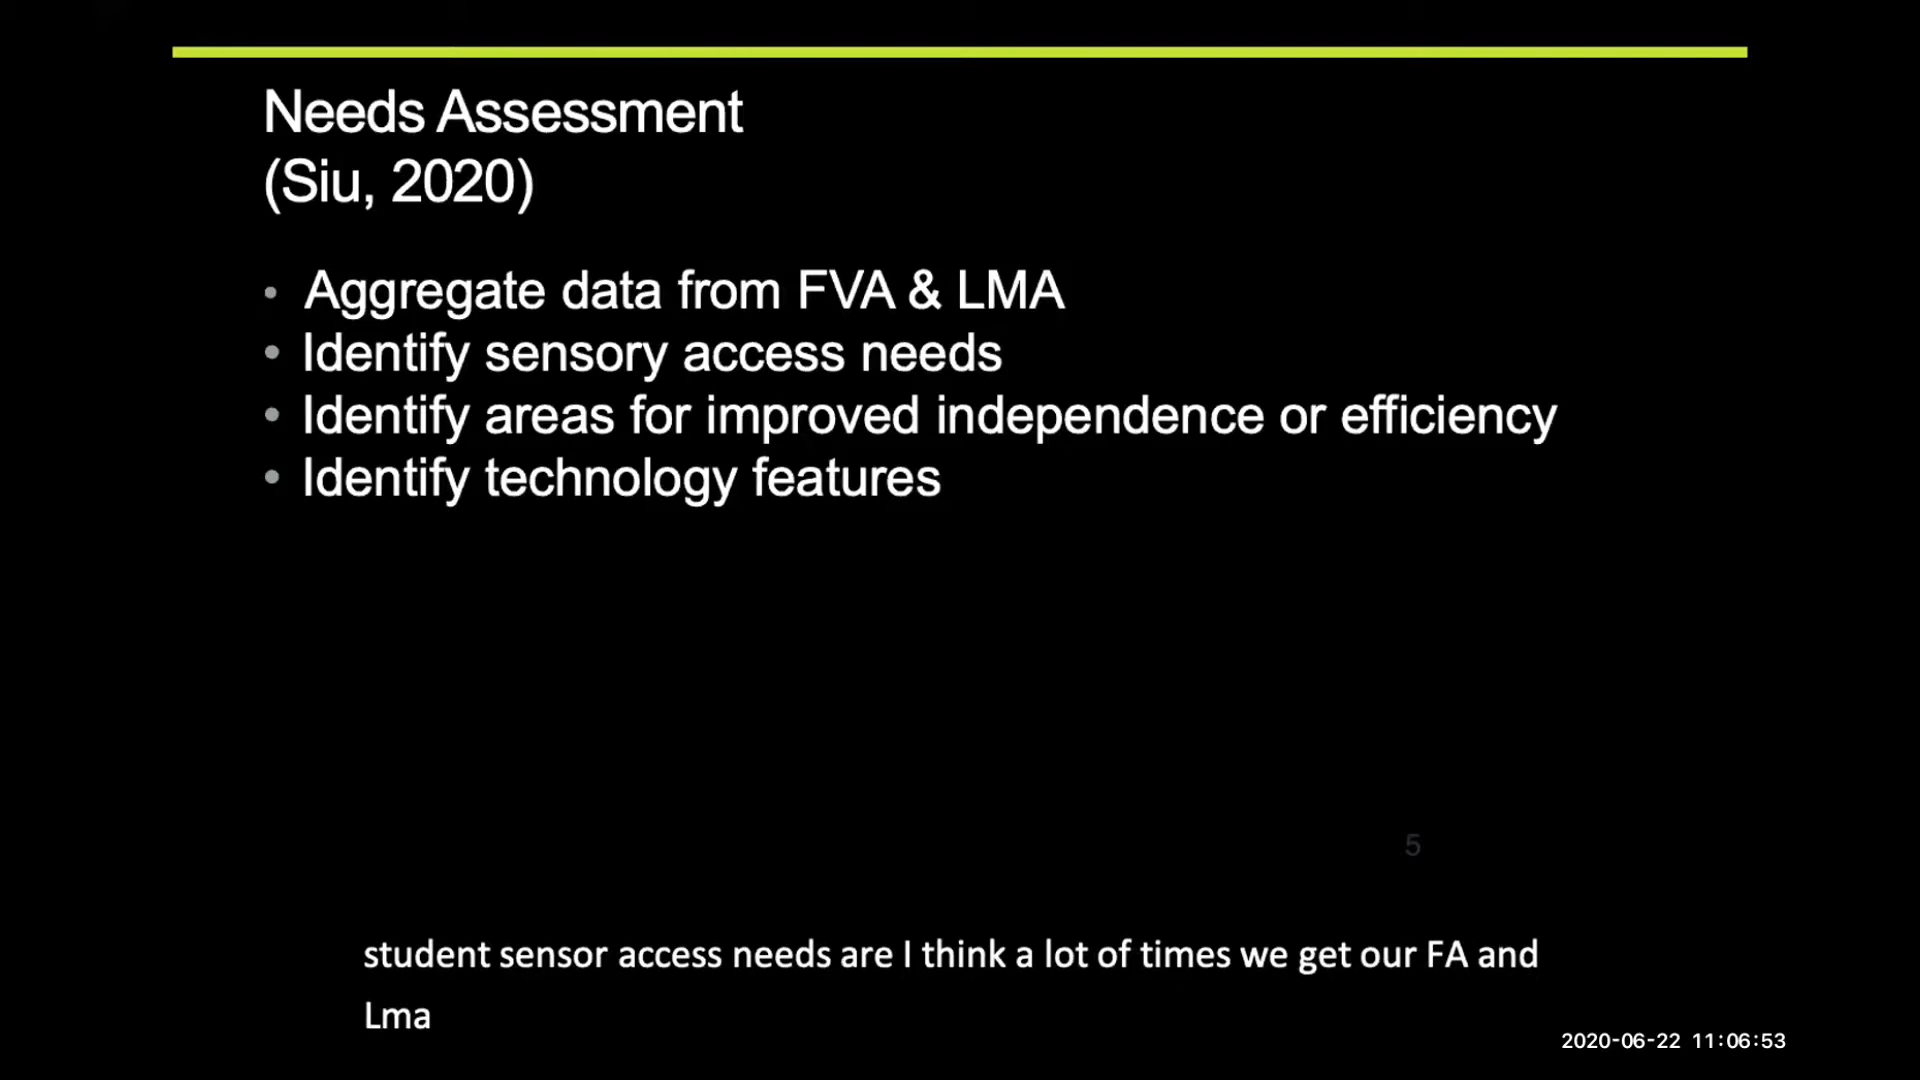 Needs Assessment
(Siu, 2020)
• Aggregate data from FVA & LMA
• Identify sensory access needs
• Identify areas for improved independence or efficiency
• Identify technology features
5
student sensor access needs are I think a lot of times we get our FA and
Lma
2020-06-22 11:06:53